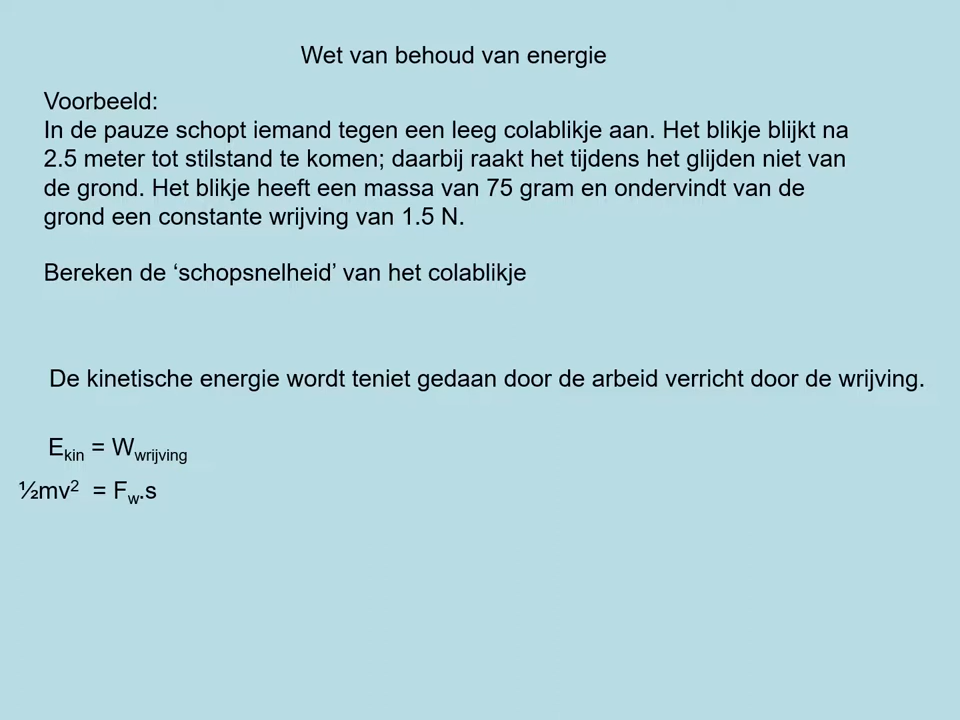 Wet van behoud van energie
Voorbeeld:
In de pauze schopt iemand tegen een leeg colablikje aan. Het blikje blijkt na
2.5 meter tot stilstand te komen; daarbij raakt het tijdens het glijden niet van
de grond. Het blikje heeft een massa van 75 gram en ondervindt van de
grond een constante wrijving van 1.5 N.
Bereken de ‘schopsnelheid’ van het colablikje
De kinetische energie wordt teniet gedaan door de arbeid verricht door de wrijving.
Ekin = Wwrijving
½mv² = Fw.s